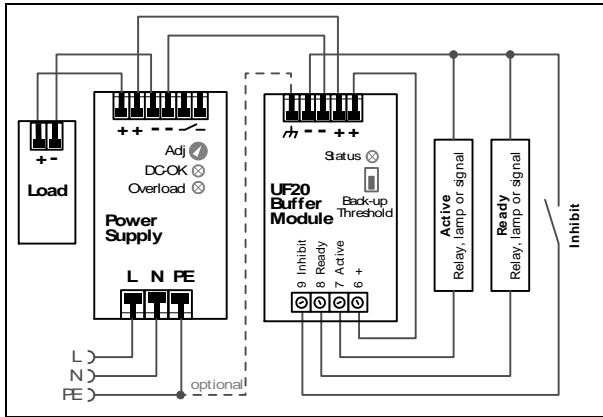 + + - -
+ -
Load
Adj
DC-OK
Overload
Power
Supply
L N PE
L
N
PE
optional
- - + +
Status
UF20
Buffer
Module
Back-up
Threshold
9 Inhibit
8 Ready
7 Active
6 +
Active
Relay, lamp or signal
Ready
Relay, lamp or signal
Inhibit